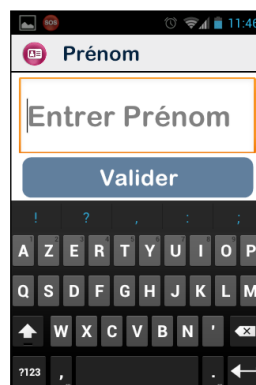 SOS 11:46
Prénom
Entrer Prénom
Valider
! ? , : ;
A Z E R T Y U I O P
Q S D F G H J K L M
W X C V B N '
?123 , .